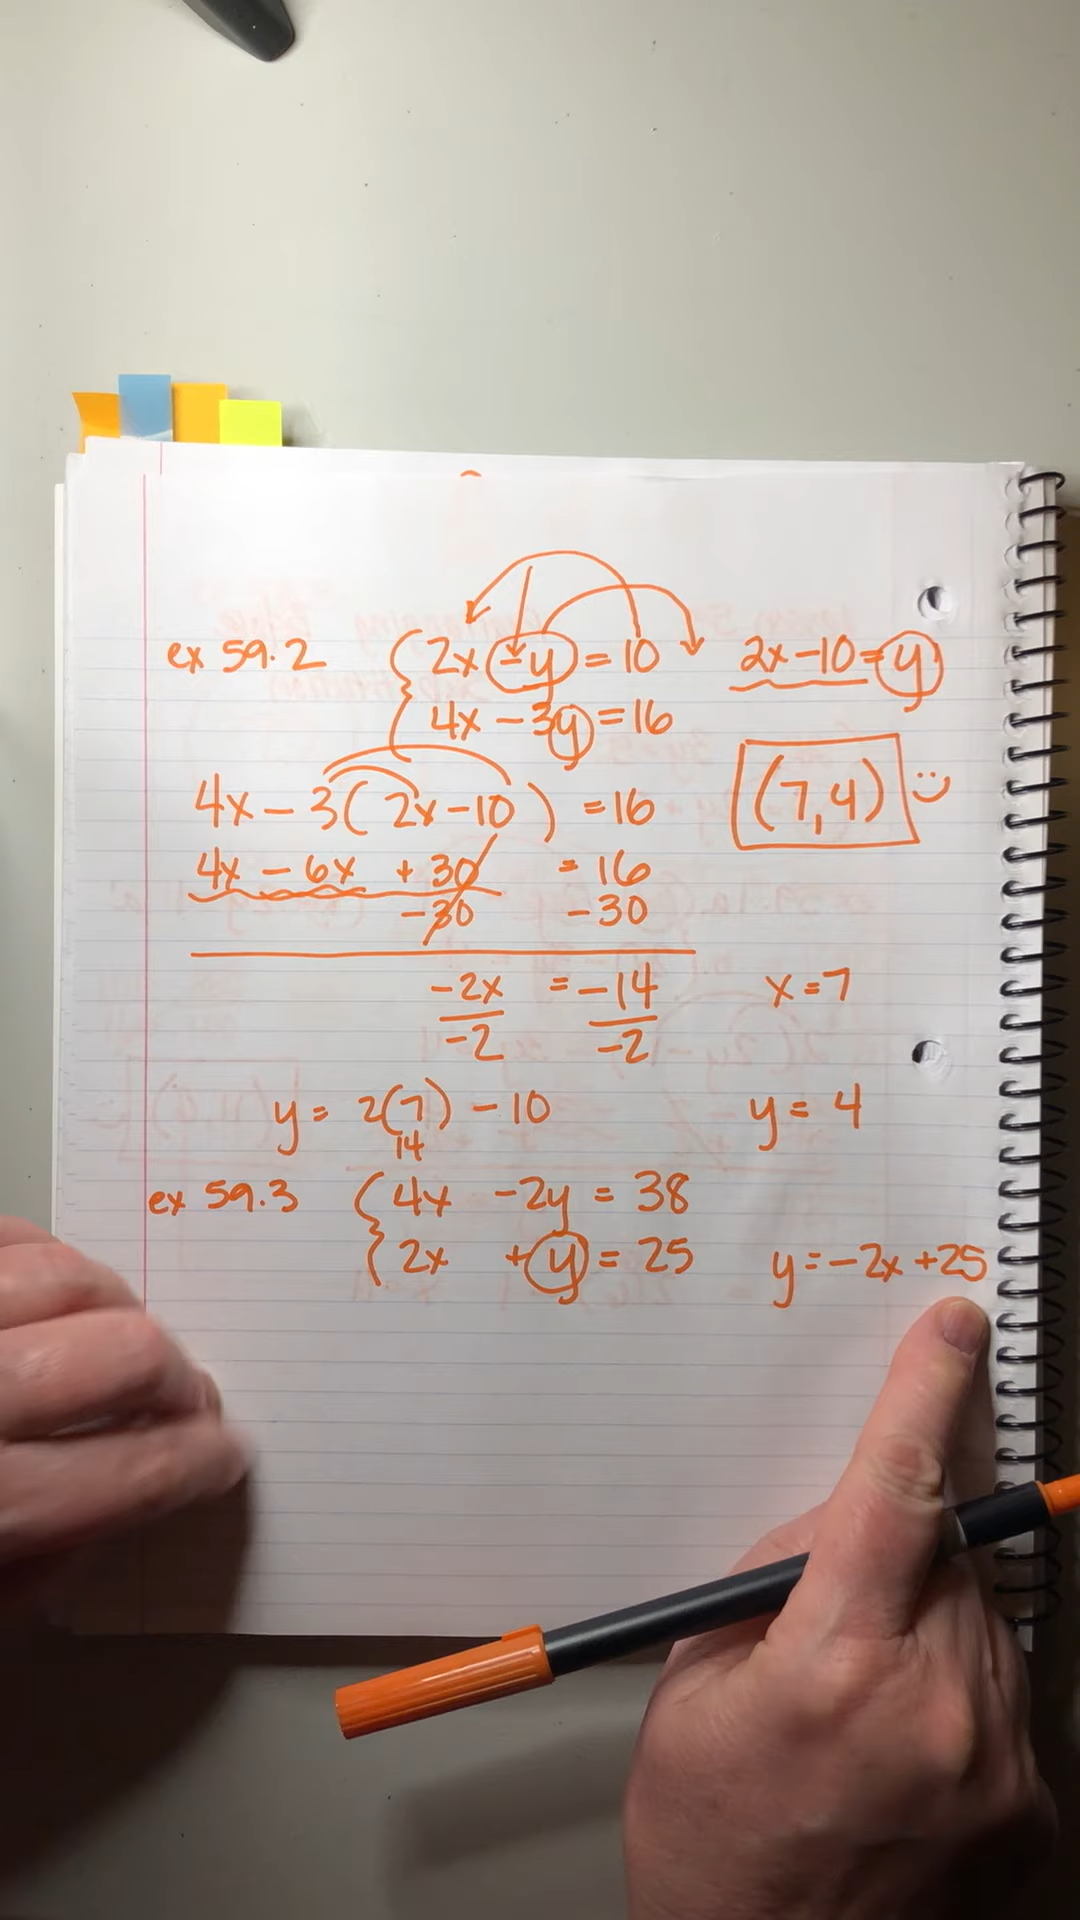 ex 59.2 2x - y = 10 2x - 10 = y
4x - 3y = 16
4x - 3(2x - 10) = 16 (7,4)
4x - 6x + 30 = 16
-30 -30
-2x = -14 x = 7
-2 -2
y = 2(7) - 10 y = 4
14
ex 59.3 4x - 2y = 38
2x + y = 25 y = -2x + 25